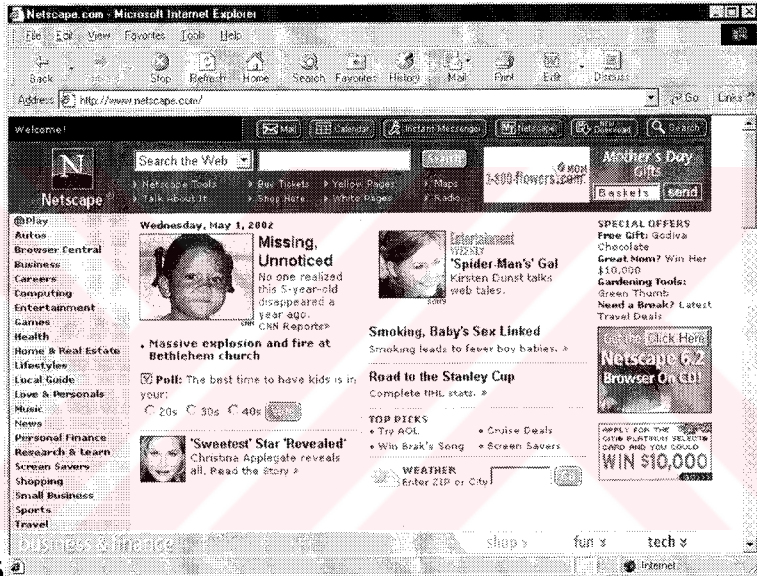 Netscape.com - Microsoft Internet Explorer
File Edit View Favorites Tools Help
Back Stop Refresh Home Search Favorites History Mail Print Edit Discuss
Address http://www.netscape.com/ Go Links »
Welcome!
Mail Calendar Instant Messenger My Netscape Download Search
N
Netscape
Search the Web Search
Netscape Tools Buy Tickets Yellow Pages Maps
Talk About It Shop Here White Pages Radio
MOM
1-800-flowers.com
Mother's Day
Gifts
Baskets send
@Play
Autos
Browser Central
Business
Careers
Computing
Entertainment
Games
Health
Home & Real Estate
Lifestyles
Local Guide
Love & Personals
Music
News
Personal Finance
Research & Learn
Screen Savers
Shopping
Small Business
Sports
Travel
Wednesday, May 1, 2002
Missing,
Unnoticed
No one realized
this 5-year-old
disappeared a
year ago.
CNN Reports»
CNN
• Massive explosion and fire at
Bethlehem church
Poll: The best time to have kids is in
your:
20s 30s 40s
'Sweetest' Star 'Revealed'
Christina Applegate reveals
all. Read the Story »
Entertainment
WEEKLY
'Spider-Man's' Gal
Kirsten Dunst talks
web tales.
Smoking, Baby's Sex Linked
Smoking leads to fewer boy babies. »
Road to the Stanley Cup
Complete NHL stats. »
TOP PICKS
• Try AOL • Cruise Deals
• Win Brak's Song • Screen Savers
WEATHER
Enter ZIP or City
SPECIAL OFFERS
Free Gift: Godiva
Chocolate
Great Mom? Win Her
$10,000
Gardening Tools:
Green Thumb
Need a Break? Latest
Travel Deals
Click Here
Netscape 6.2
Browser On CD!
APPLY FOR THE
CITI® PLATINUM SELECT®
CARD AND YOU COULD
WIN $10,000
business & finance shop » fun » tech »
Internet